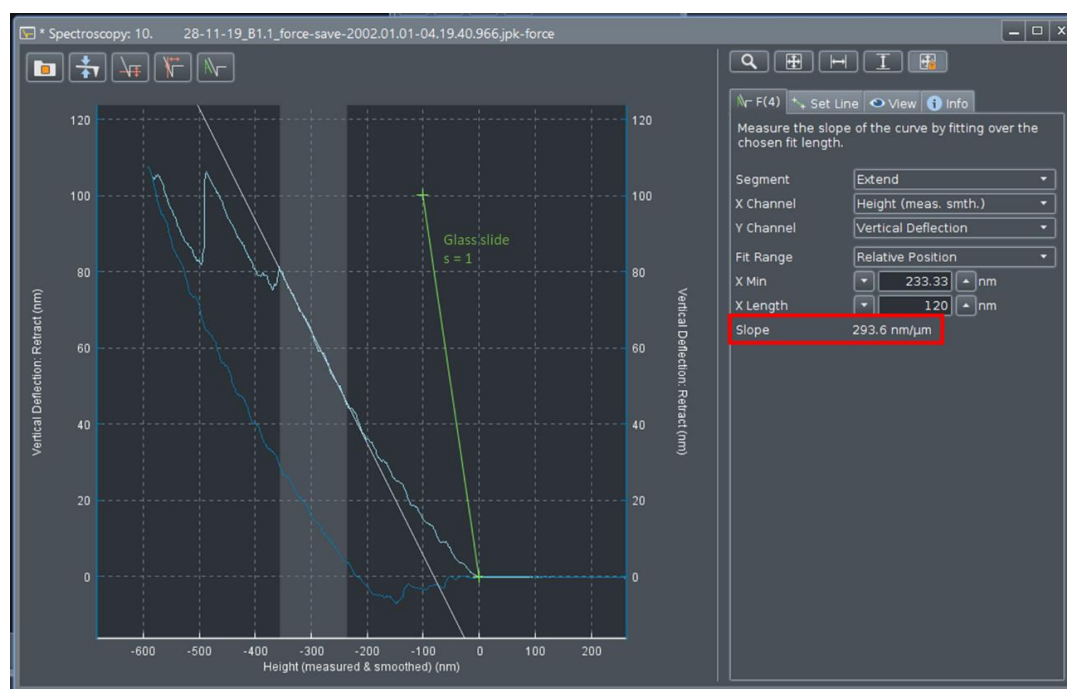 * Spectroscopy: 10. 28-11-19_B1.1_force-save-2002.01.01-04.19.40.966.jpk-force
F(4) Set Line View Info
Measure the slope of the curve by fitting over the
chosen fit length.
Segment Extend
X Channel Height (meas. smth.)
Y Channel Vertical Deflection
Fit Range Relative Position
X Min 233.33 nm
X Length 120 nm
Slope 293.6 nm/µm
120
100
80
60
40
20
0
Vertical Deflection: Retract (nm)
Glass slide
s = 1
120
100
80
60
40
20
0
Vertical Deflection: Retract (nm)
-600 -500 -400 -300 -200 -100 0 100 200
Height (measured & smoothed) (nm)